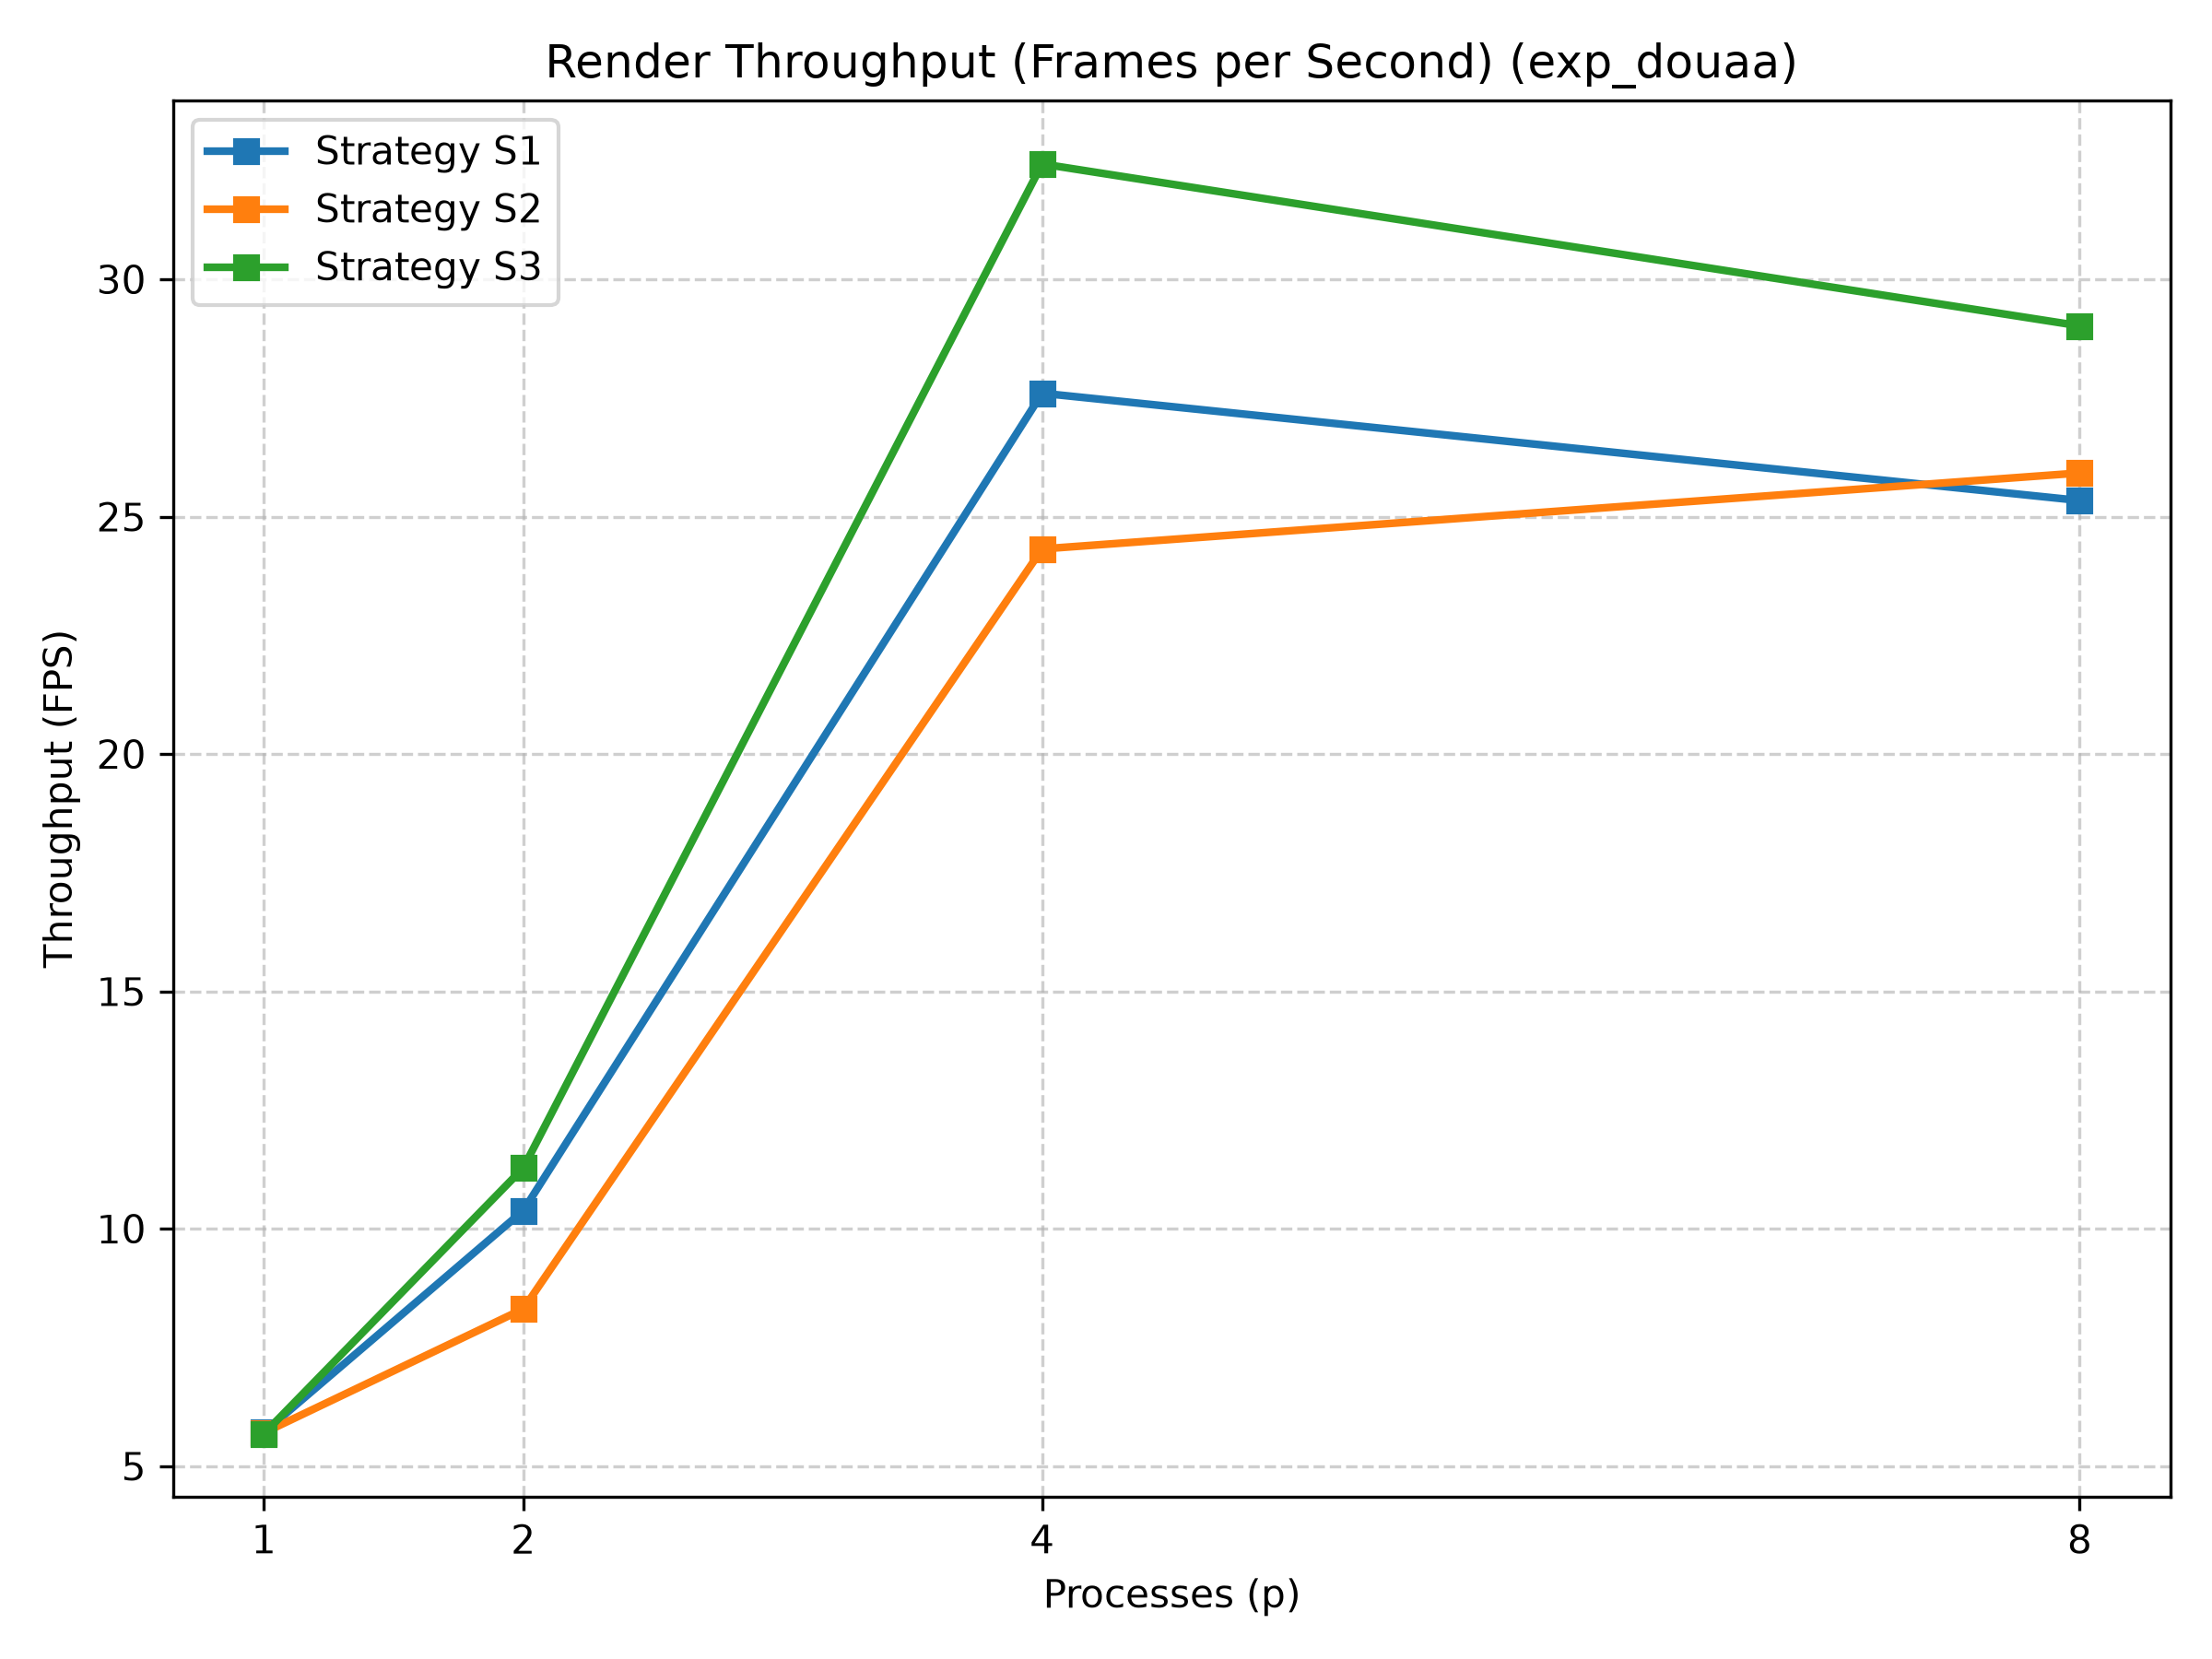 Render Throughput (Frames per Second) (exp_douaa)
Strategy S1
Strategy S2
Strategy S3
30
25
20
15
10
5
Throughput (FPS)
1 2 4 8
Processes (p)